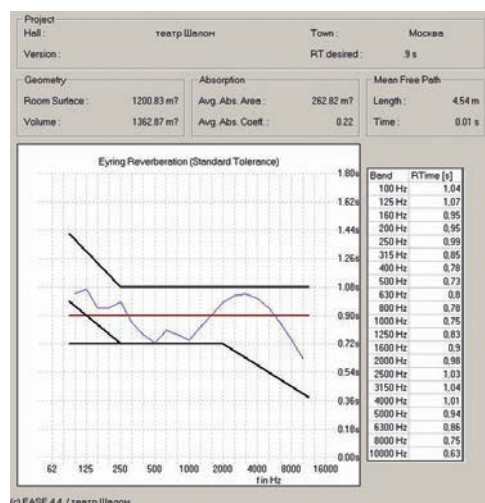 Project
Hall : театр Шалом Town : Москва
Version : RT desired : .9 s
Geometry
Room Surface : 1200.83 m?
Volume : 1362.87 m?
Absorption
Avg. Abs. Area : 262.82 m?
Avg. Abs. Coeff. : 0.22
Mean Free Path
Length : 4.54 m
Time : 0.01 s
Eyring Reverberation (Standard Tolerance)
1.80s
1.62s
1.44s
1.26s
1.08s
0.90s
0.72s
0.54s
0.36s
0.18s
0.00s
62 125 250 500 1000 2000 4000 8000 16000
f in Hz
Band RTime [s]
100 Hz 1,04
125 Hz 1,07
160 Hz 0,95
200 Hz 0,95
250 Hz 0,99
315 Hz 0,85
400 Hz 0,78
500 Hz 0,73
630 Hz 0,8
800 Hz 0,78
1000 Hz 0,75
1250 Hz 0,83
1600 Hz 0,9
2000 Hz 0,98
2500 Hz 1,03
3150 Hz 1,04
4000 Hz 1,01
5000 Hz 0,94
6300 Hz 0,86
8000 Hz 0,75
10000 Hz 0,63
(c) EASE 4.4 / театр Шалом